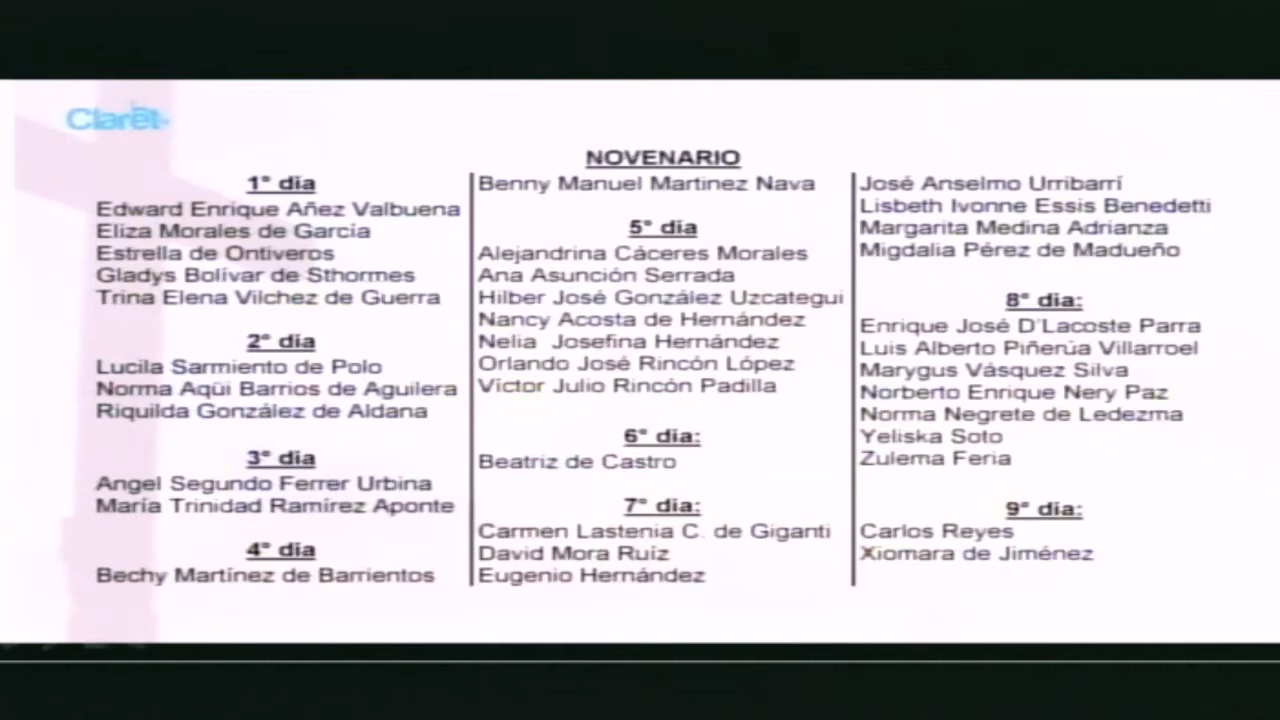 Claret
NOVENARIO
1° día
Edward Enrique Añez Valbuena
Eliza Morales de García
Estrella de Ontiveros
Gladys Bolívar de Sthormes
Trina Elena Vilchez de Guerra
2° día
Lucila Sarmiento de Polo
Norma Aqüi Barrios de Aguilera
Riquilda González de Aldana
3° día
Angel Segundo Ferrer Urbina
María Trinidad Ramírez Aponte
4° día
Bechy Martínez de Barrientos
Benny Manuel Martinez Nava
5° día
Alejandrina Cáceres Morales
Ana Asunción Serrada
Hilber José González Uzcategui
Nancy Acosta de Hernández
Nelia Josefina Hernández
Orlando José Rincón López
Víctor Julio Rincón Padilla
6° día:
Beatriz de Castro
7° día:
Carmen Lastenia C. de Giganti
David Mora Ruíz
Eugenio Hernández
José Anselmo Urribarrí
Lisbeth Ivonne Essis Benedetti
Margarita Medina Adrianza
Migdalia Pérez de Madueño
8° día:
Enrique José D'Lacoste Parra
Luis Alberto Piñerúa Villarroel
Marygus Vásquez Silva
Norberto Enrique Nery Paz
Norma Negrete de Ledezma
Yeliska Soto
Zulema Feria
9° día:
Carlos Reyes
Xiomara de Jiménez